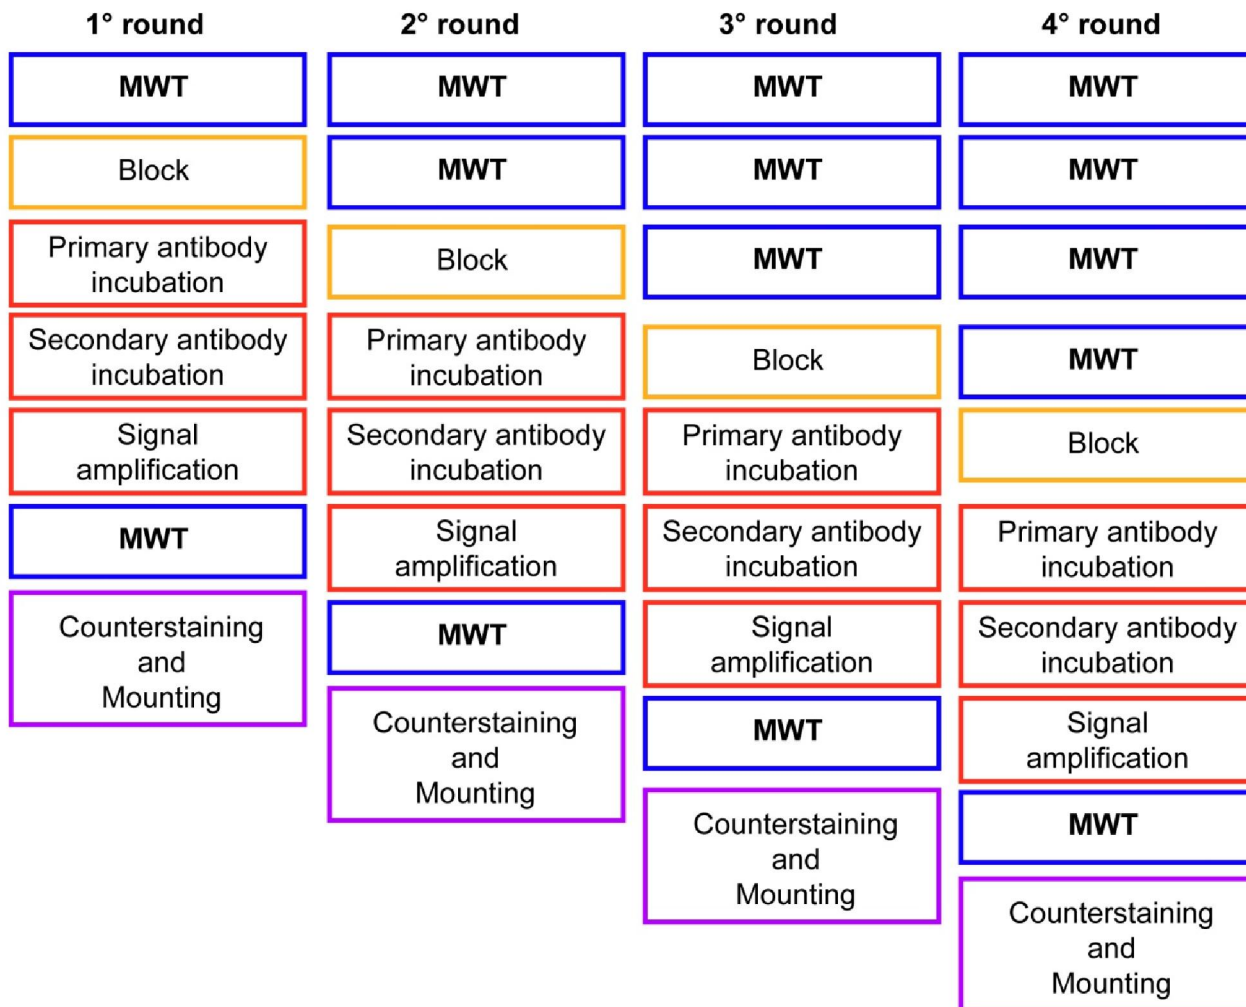 1° round
MWT
Block
Primary antibody
incubation
Secondary antibody
incubation
Signal
amplification
MWT
Counterstaining
and
Mounting
2° round
MWT
MWT
Block
Primary antibody
incubation
Secondary antibody
incubation
Signal
amplification
MWT
Counterstaining
and
Mounting
3° round
MWT
MWT
MWT
Block
Primary antibody
incubation
Secondary antibody
incubation
Signal
amplification
MWT
Counterstaining
and
Mounting
4° round
MWT
MWT
MWT
MWT
Block
Primary antibody
incubation
Secondary antibody
incubation
Signal
amplification
MWT
Counterstaining
and
Mounting